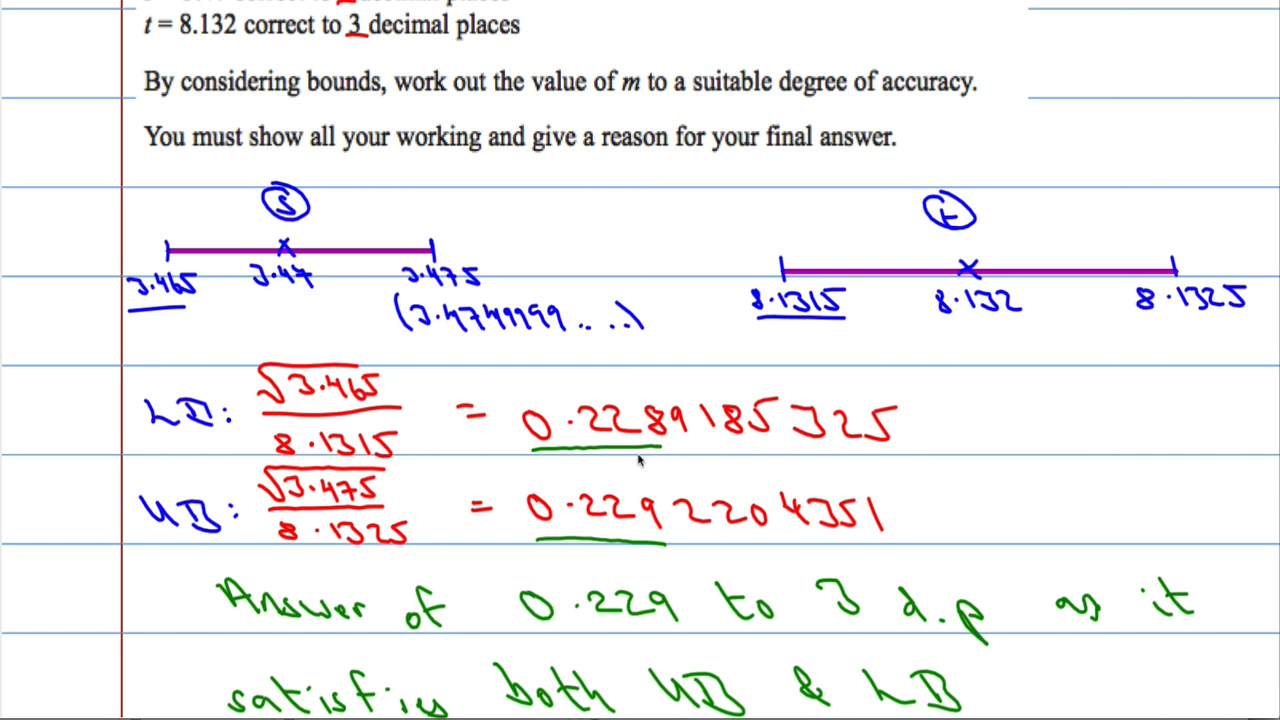 t = 8.132 correct to 3 decimal places
By considering bounds, work out the value of m to a suitable degree of accuracy.
You must show all your working and give a reason for your final answer.
S
t
3.465 3.47 3.475
(3.4749999....)
8.1315 8.132 8.1325
LB: √3.465 / 8.1315 = 0.2289185325
UB: √3.475 / 8.1325 = 0.2292204351
Answer of 0.229 to 3 d.p as it
satisfies both UB & LB